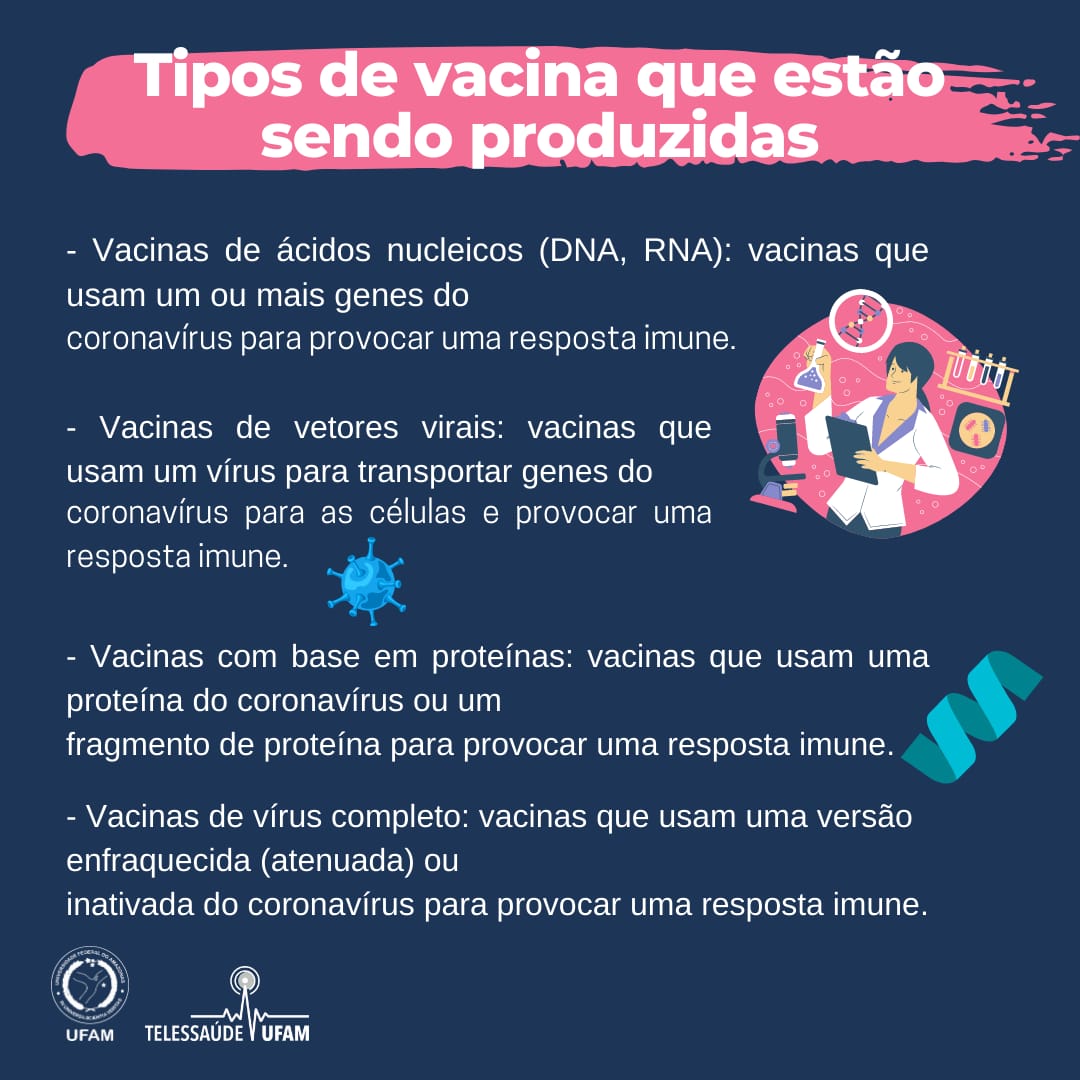 Tipos de vacina que estão
sendo produzidas
- Vacinas de ácidos nucleicos (DNA, RNA): vacinas que
usam um ou mais genes do
coronavírus para provocar uma resposta imune.
- Vacinas de vetores virais: vacinas que
usam um vírus para transportar genes do
coronavírus para as células e provocar uma
resposta imune.
- Vacinas com base em proteínas: vacinas que usam uma
proteína do coronavírus ou um
fragmento de proteína para provocar uma resposta imune.
- Vacinas de vírus completo: vacinas que usam uma versão
enfraquecida (atenuada) ou
inativada do coronavírus para provocar uma resposta imune.
UNIVERSIDADE FEDERAL DO AMAZONAS
UFAM
TELESSAÚDE UFAM